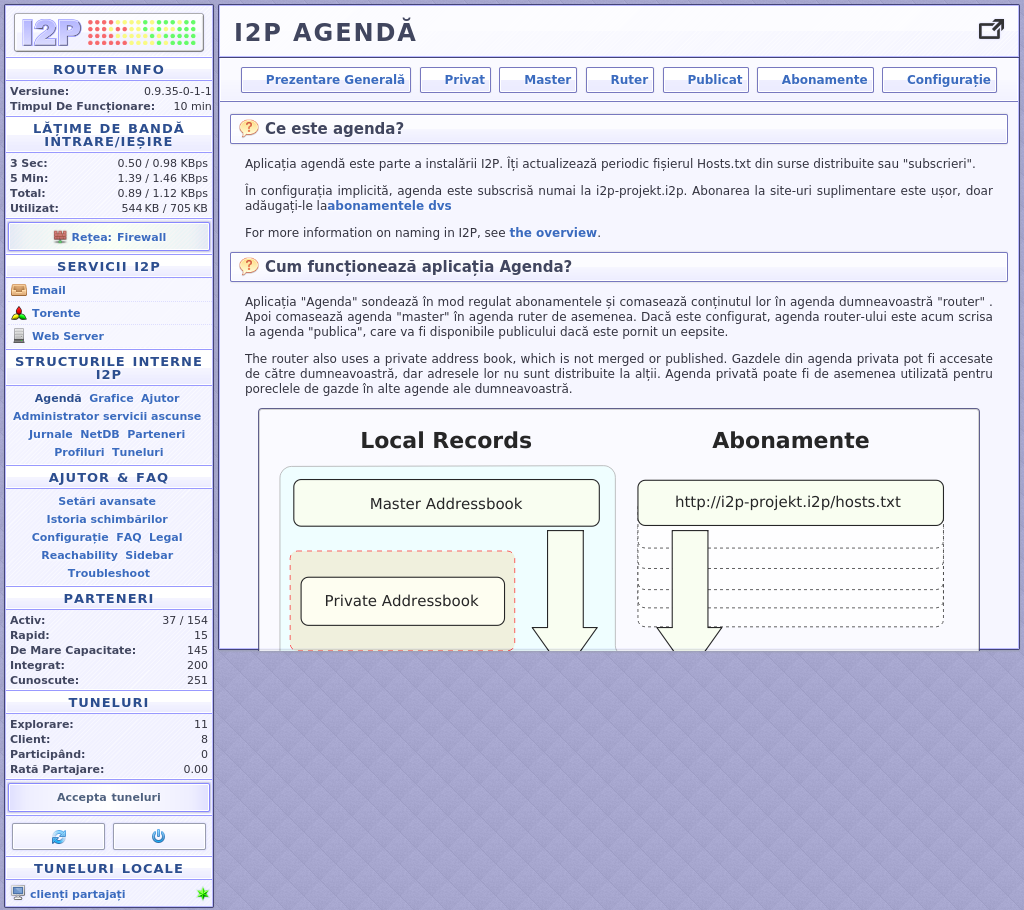 I2P
ROUTER INFO
Versiune: 0.9.35-0-1-1
Timpul De Funcționare: 10 min
LĂȚIME DE BANDĂ
INTRARE/IEȘIRE
3 Sec: 0.50 / 0.98 KBps
5 Min: 1.39 / 1.46 KBps
Total: 0.89 / 1.12 KBps
Utilizat: 544 KB / 705 KB
Rețea: Firewall
SERVICII I2P
Email
Torente
Web Server
STRUCTURILE INTERNE
I2P
Agendă Grafice Ajutor
Administrator servicii ascunse
Jurnale NetDB Parteneri
Profiluri Tuneluri
AJUTOR & FAQ
Setări avansate
Istoria schimbărilor
Configurație FAQ Legal
Reachability Sidebar
Troubleshoot
PARTENERI
Activ: 37 / 154
Rapid: 15
De Mare Capacitate: 145
Integrat: 200
Cunoscute: 251
TUNELURI
Explorare: 11
Client: 8
Participând: 0
Rată Partajare: 0.00
Accepta tuneluri
TUNELURI LOCALE
clienți partajați
I2P AGENDĂ
Prezentare Generală Privat Master Ruter Publicat Abonamente Configurație
Ce este agenda?
Aplicația agendă este parte a instalării I2P. Îți actualizează periodic fișierul Hosts.txt din surse distribuite sau "subscrieri".
În configurația implicită, agenda este subscrisă numai la i2p-projekt.i2p. Abonarea la site-uri suplimentare este ușor, doar
adăugați-le laabonamentele dvs
For more information on naming in I2P, see the overview.
Cum funcționează aplicația Agenda?
Aplicația "Agenda" sondează în mod regulat abonamentele și comasează conținutul lor în agenda dumneavoastră "router" .
Apoi comasează agenda "master" în agenda ruter de asemenea. Dacă este configurat, agenda router-ului este acum scrisa
la agenda "publica", care va fi disponibile publicului dacă este pornit un eepsite.
The router also uses a private address book, which is not merged or published. Gazdele din agenda privata pot fi accesate
de către dumneavoastră, dar adresele lor nu sunt distribuite la alții. Agenda privată poate fi de asemenea utilizată pentru
poreclele de gazde în alte agende ale dumneavoastră.
Local Records
Abonamente
Master Addressbook
http://i2p-projekt.i2p/hosts.txt
Private Addressbook